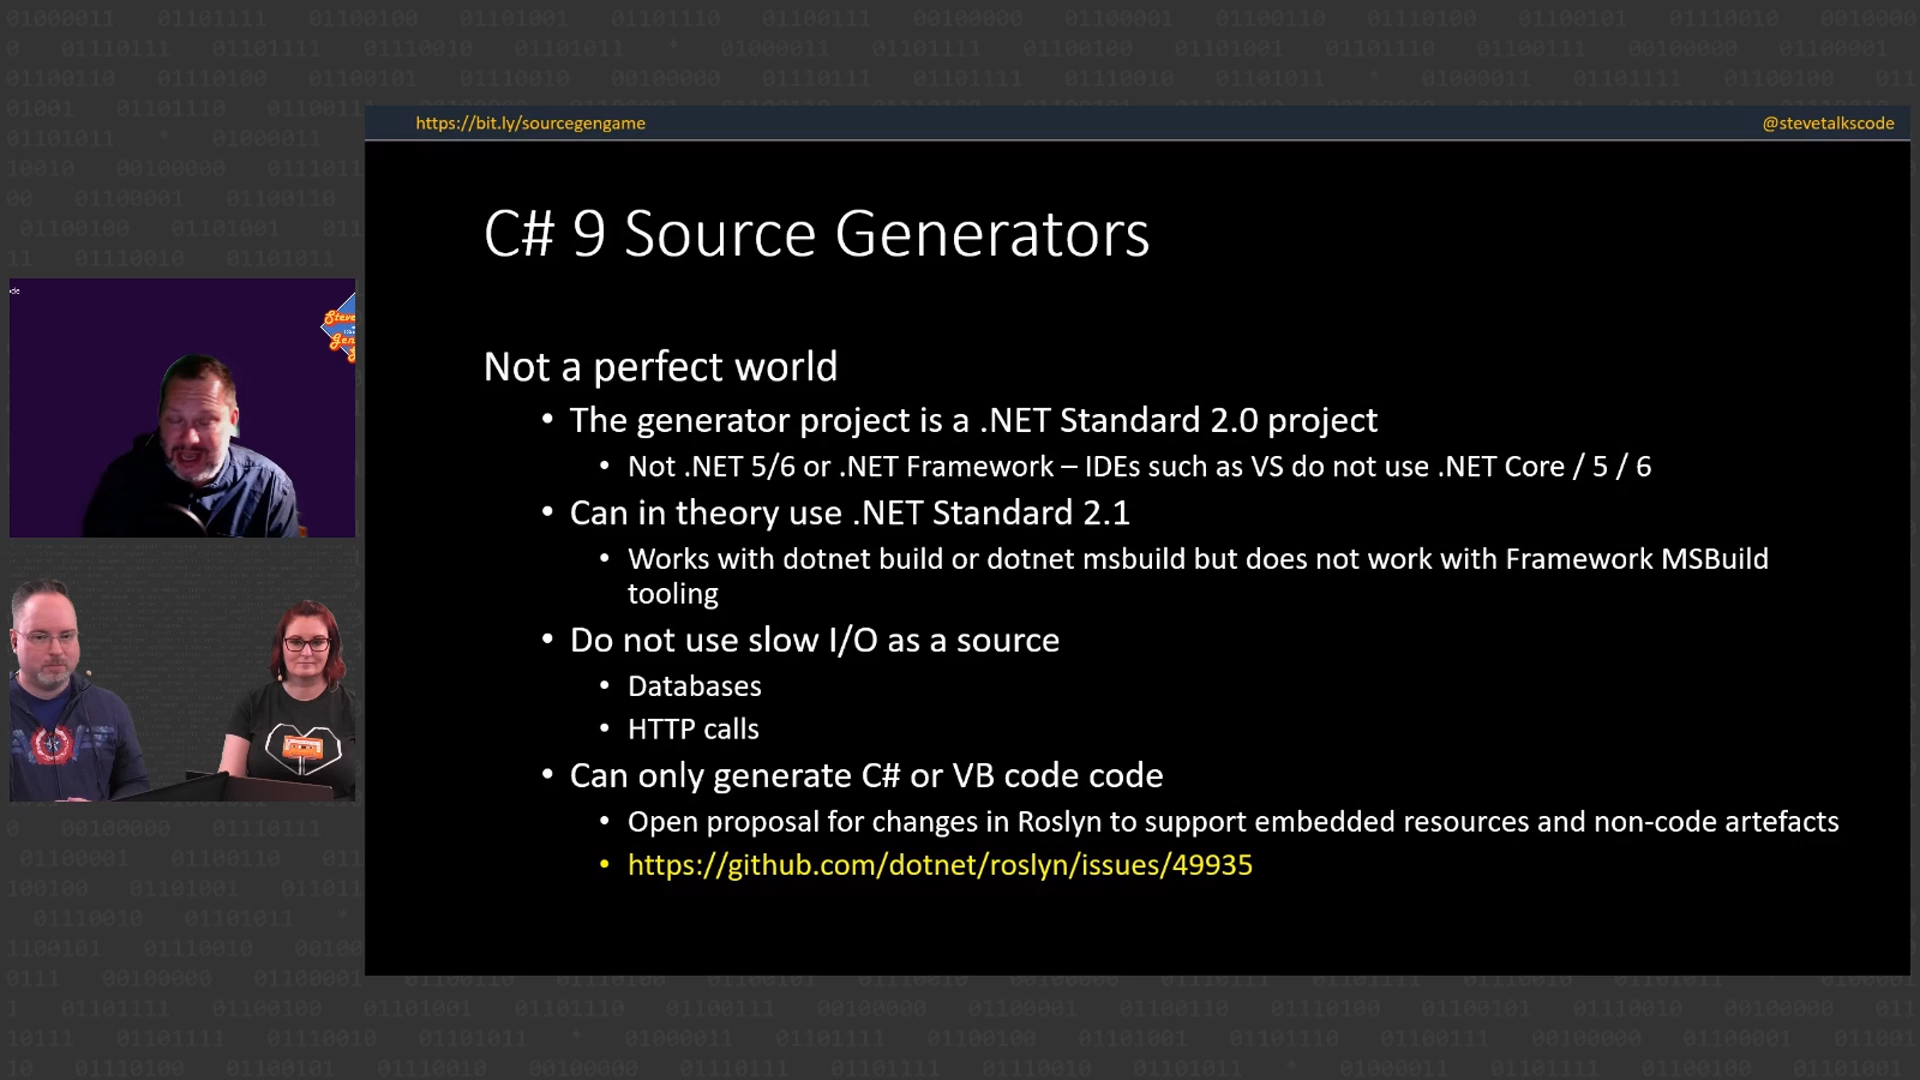 https://bit.ly/sourcegengame
@stevetalkscode
C# 9 Source Generators
Not a perfect world
• The generator project is a .NET Standard 2.0 project
• Not .NET 5/6 or .NET Framework – IDEs such as VS do not use .NET Core / 5 / 6
• Can in theory use .NET Standard 2.1
• Works with dotnet build or dotnet msbuild but does not work with Framework MSBuild
tooling
• Do not use slow I/O as a source
• Databases
• HTTP calls
• Can only generate C# or VB code code
• Open proposal for changes in Roslyn to support embedded resources and non-code artefacts
• https://github.com/dotnet/roslyn/issues/49935